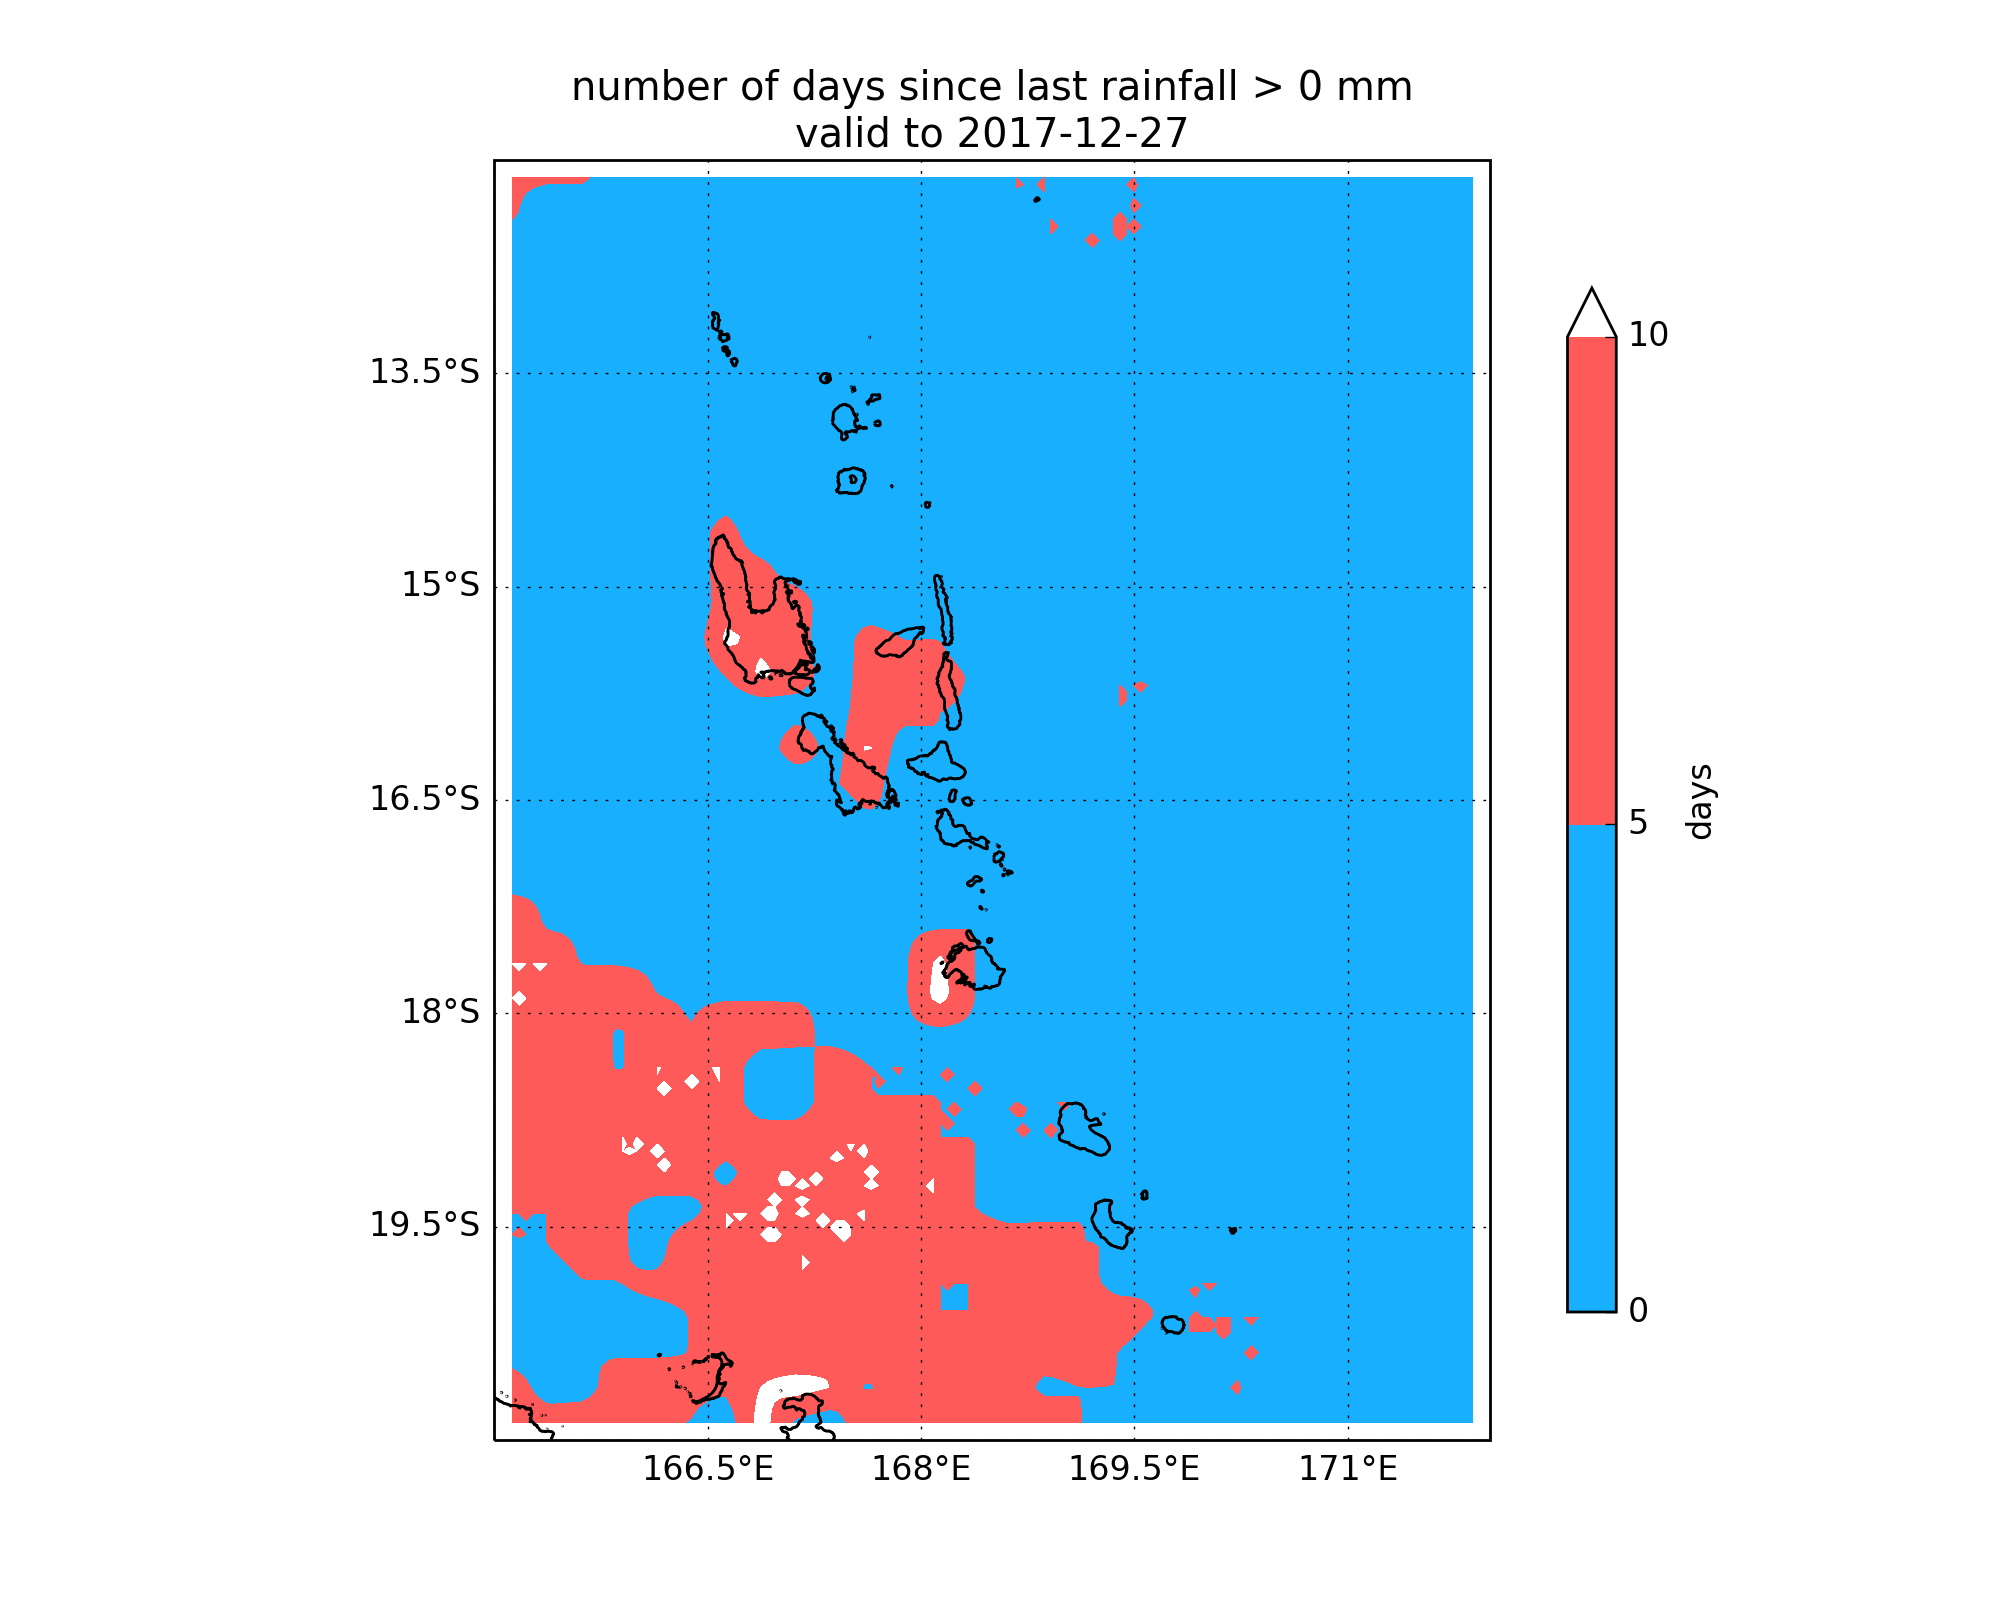 number of days since last rainfall > 0 mm
valid to 2017-12-27
13.5°S
15°S
16.5°S
18°S
19.5°S
166.5°E
168°E
169.5°E
171°E
10
5
0
days